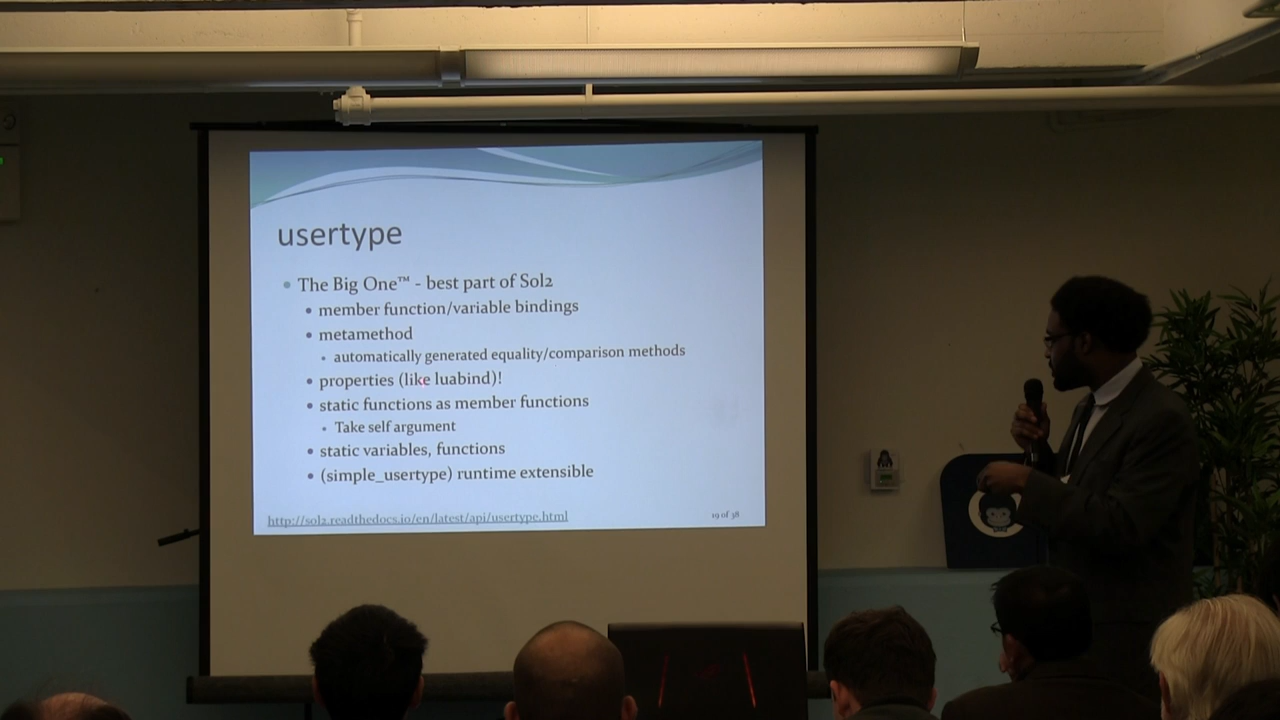 usertype
The Big One™ - best part of Sol2
member function/variable bindings
metamethod
automatically generated equality/comparison methods
properties (like luabind)!
static functions as member functions
Take self argument
static variables, functions
(simple_usertype) runtime extensible
http://sol2.readthedocs.io/en/latest/api/usertype.html
19 of 38